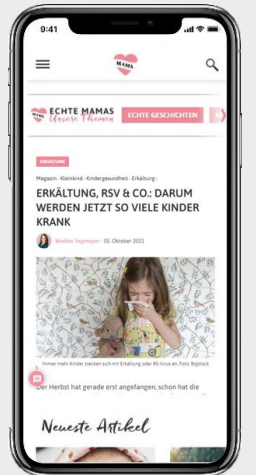 9:41
MAMA
ECHTE MAMAS
Unsere Themen
ECHTE GESCHICHTEN
ERKÄLTUNG
Magazin · Kleinkind · Kindergesundheit · Erkältung ·
ERKÄLTUNG, RSV & CO.: DARUM
WERDEN JETZT SO VIELE KINDER
KRANK
Wiebke Tegtmeyer · 05. Oktober 2021
Immer mehr Kinder stecken sich mit Erkältung oder RS-Virus an. Foto: Bigstock
Der Herbst hat gerade erst angefangen, schon hat die
Neueste Artikel